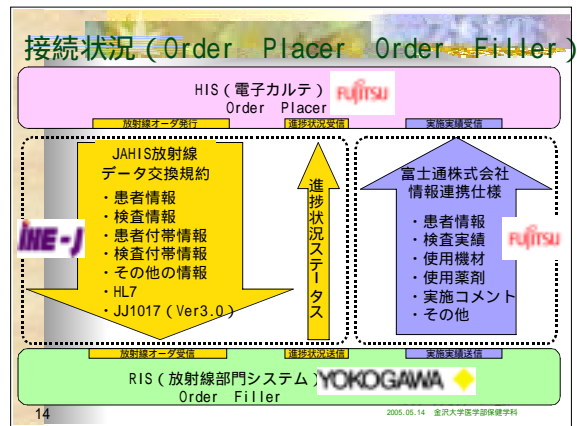 接続状況（Order Placer Order Filler）
HIS（電子カルテ）
FUJITSU
Order Placer
放射線オーダ発行
進捗状況受信
実施実績受信
JAHIS放射線
データ交換規約
・患者情報
・検査情報
・患者付帯情報
・検査付帯情報
・その他の情報
・HL7
・JJ1017（Ver3.0）
IHE-J
進捗状況ステータス
富士通株式会社
情報連携仕様
・患者情報
・検査実績
・使用機材
・使用薬剤
・実施コメント
・その他
FUJITSU
放射線オーダ受信
進捗状況送信
実施実績送信
RIS（放射線部門システム）
YOKOGAWA
Order Filler
14
2005.05.14 金沢大学医学部保健学科